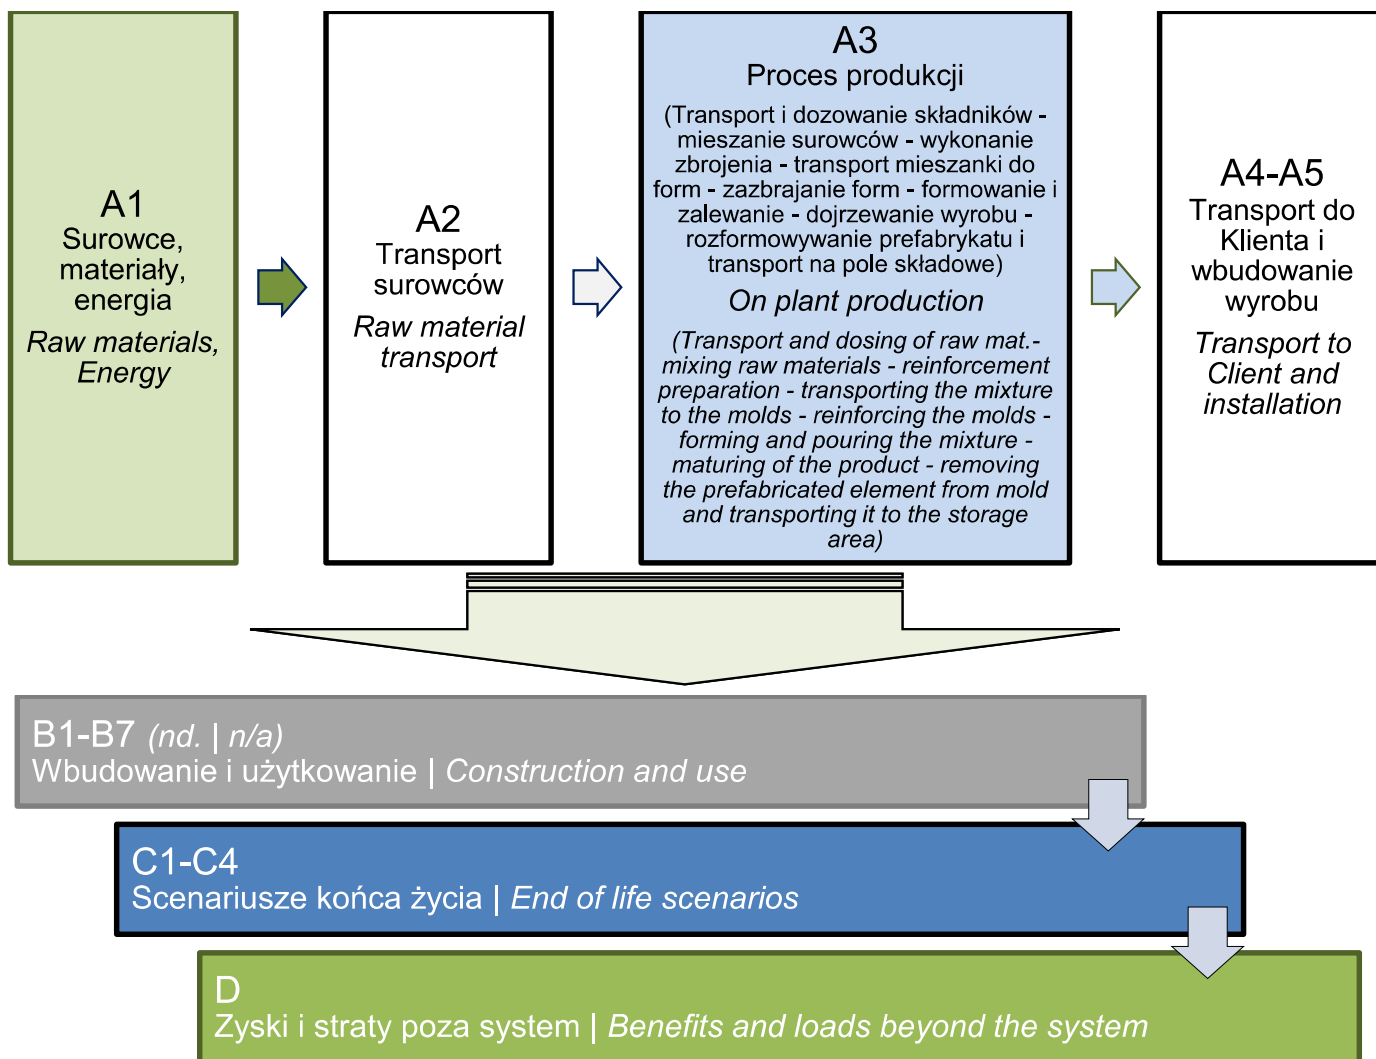 A1
Surowce,
materiały,
energia
Raw materials,
Energy
A2
Transport
surowców
Raw material
transport
A3
Proces produkcji
(Transport i dozowanie składników -
mieszanie surowców - wykonanie
zbrojenia - transport mieszanki do
form - zazbrajanie form - formowanie i
zalewanie - dojrzewanie wyrobu -
rozformowywanie prefabrykatu i
transport na pole składowe)
On plant production
(Transport and dosing of raw mat.-
mixing raw materials - reinforcement
preparation - transporting the mixture
to the molds - reinforcing the molds -
forming and pouring the mixture -
maturing of the product - removing
the prefabricated element from mold
and transporting it to the storage
area)
A4-A5
Transport do
Klienta i
wbudowanie
wyrobu
Transport to
Client and
installation
B1-B7 (nd. | n/a)
Wbudowanie i użytkowanie | Construction and use
C1-C4
Scenariusze końca życia | End of life scenarios
D
Zyski i straty poza system | Benefits and loads beyond the system